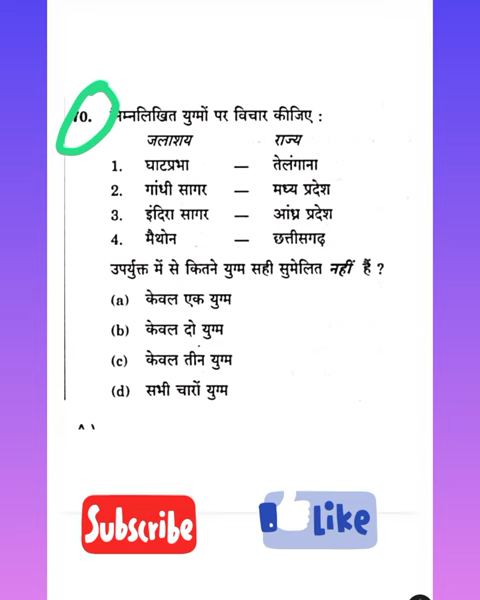 70. निम्नलिखित युग्मों पर विचार कीजिए :
जलाशय राज्य
1. घाटप्रभा — तेलंगाना
2. गांधी सागर — मध्य प्रदेश
3. इंदिरा सागर — आंध्र प्रदेश
4. मैथोन — छत्तीसगढ़
उपर्युक्त में से कितने युग्म सही सुमेलित नहीं हैं ?
(a) केवल एक युग्म
(b) केवल दो युग्म
(c) केवल तीन युग्म
(d) सभी चारों युग्म
Subscribe Like